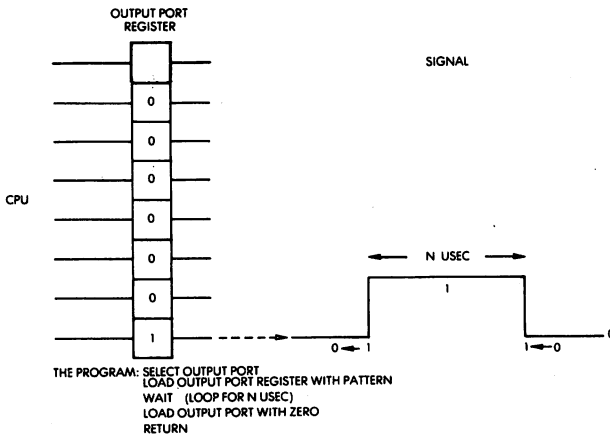 OUTPUT PORT
REGISTER
SIGNAL
0
0
0
0
CPU
0
0
N USEC
1
1
0
0 1
1 0
THE PROGRAM: SELECT OUTPUT PORT
LOAD OUTPUT PORT REGISTER WITH PATTERN
WAIT (LOOP FOR N USEC)
LOAD OUTPUT PORT WITH ZERO
RETURN